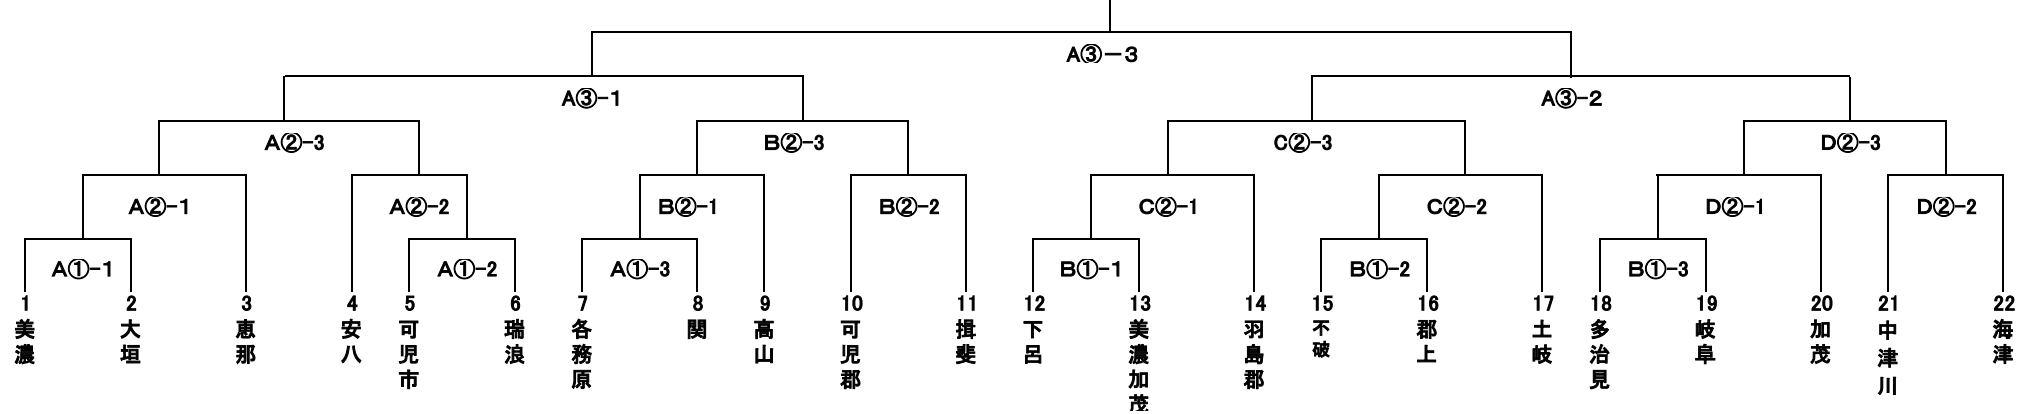 A③－３
A③-１
A③-２
A②-3
B②-3
C②-3
D②-3
A②-1
A②-2
B②-1
B②-2
C②-1
C②-2
D②-1
D②-2
A①-1
A①-2
A①-3
B①-1
B①-2
B①-3
1 2 3 4 5 6 7 8 9 10 11 12 13 14 15 16 17 18 19 20 21 22
美濃
大垣
恵那
安八
可児市
瑞浪
各務原
関
高山
可児郡
揖斐
下呂
美濃加茂
羽島郡
不破
郡上
土岐
多治見
岐阜
加茂
中津川
海津